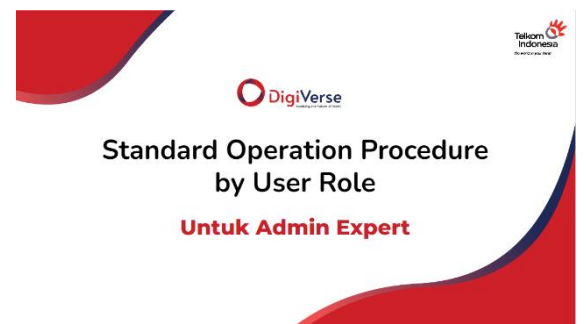 Telkom
Indonesia
DigiVerse
Standard Operation Procedure
by User Role
Untuk Admin Expert